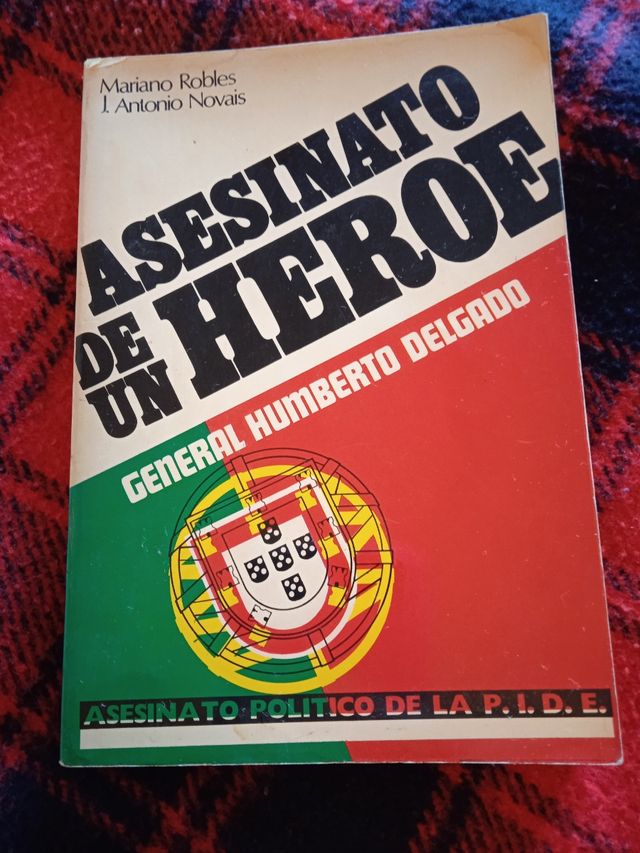 Mariano Robles
J. Antonio Novais
ASESINATO
DE
UN
HEROE
GENERAL HUMBERTO DELGADO
ASESINATO POLITICO DE LA P.I.D.E.